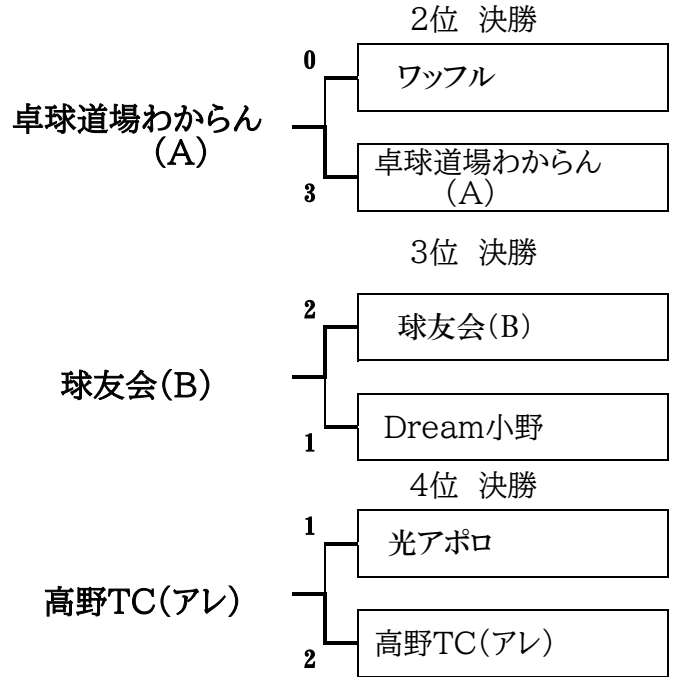 2位 決勝
0
ワッフル
卓球道場わからん
(A)
卓球道場わからん
(A)
3
3位 決勝
2
球友会(B)
球友会(B)
Dream小野
1
4位 決勝
1
光アポロ
高野TC(アレ)
高野TC(アレ)
2